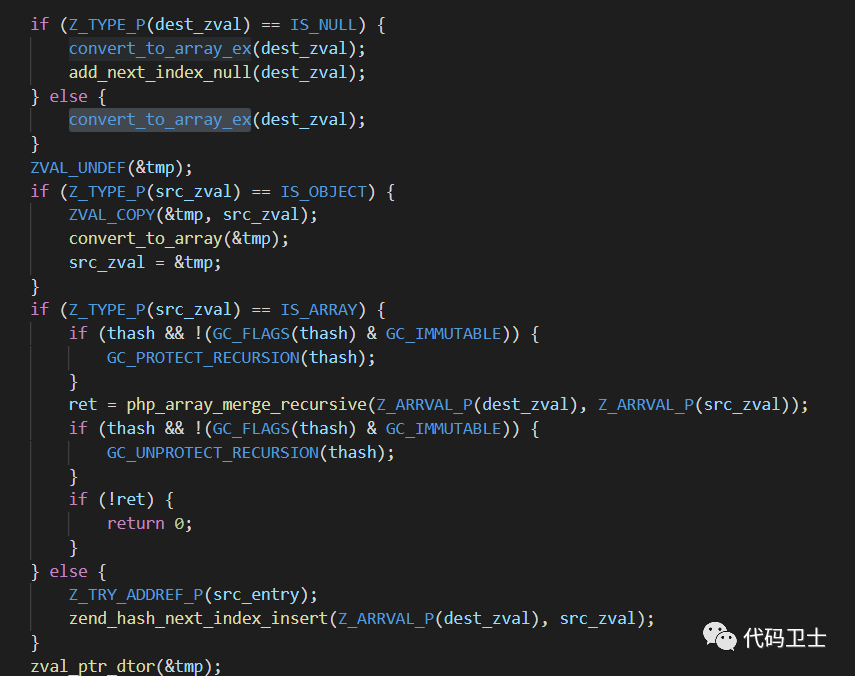 if (Z_TYPE_P(dest_zval) == IS_NULL) {
    convert_to_array_ex(dest_zval);
    add_next_index_null(dest_zval);
} else {
    convert_to_array_ex(dest_zval);
}
ZVAL_UNDEF(&tmp);
if (Z_TYPE_P(src_zval) == IS_OBJECT) {
    ZVAL_COPY(&tmp, src_zval);
    convert_to_array(&tmp);
    src_zval = &tmp;
}
if (Z_TYPE_P(src_zval) == IS_ARRAY) {
    if (thash && !(GC_FLAGS(thash) & GC_IMMUTABLE)) {
        GC_PROTECT_RECURSION(thash);
    }
    ret = php_array_merge_recursive(Z_ARRVAL_P(dest_zval), Z_ARRVAL_P(src_zval));
    if (thash && !(GC_FLAGS(thash) & GC_IMMUTABLE)) {
        GC_UNPROTECT_RECURSION(thash);
    }
    if (!ret) {
        return 0;
    }
} else {
    Z_TRY_ADDREF_P(src_entry);
    zend_hash_next_index_insert(Z_ARRVAL_P(dest_zval), src_zval);
}
zval_ptr_dtor(&tmp);
代码卫士